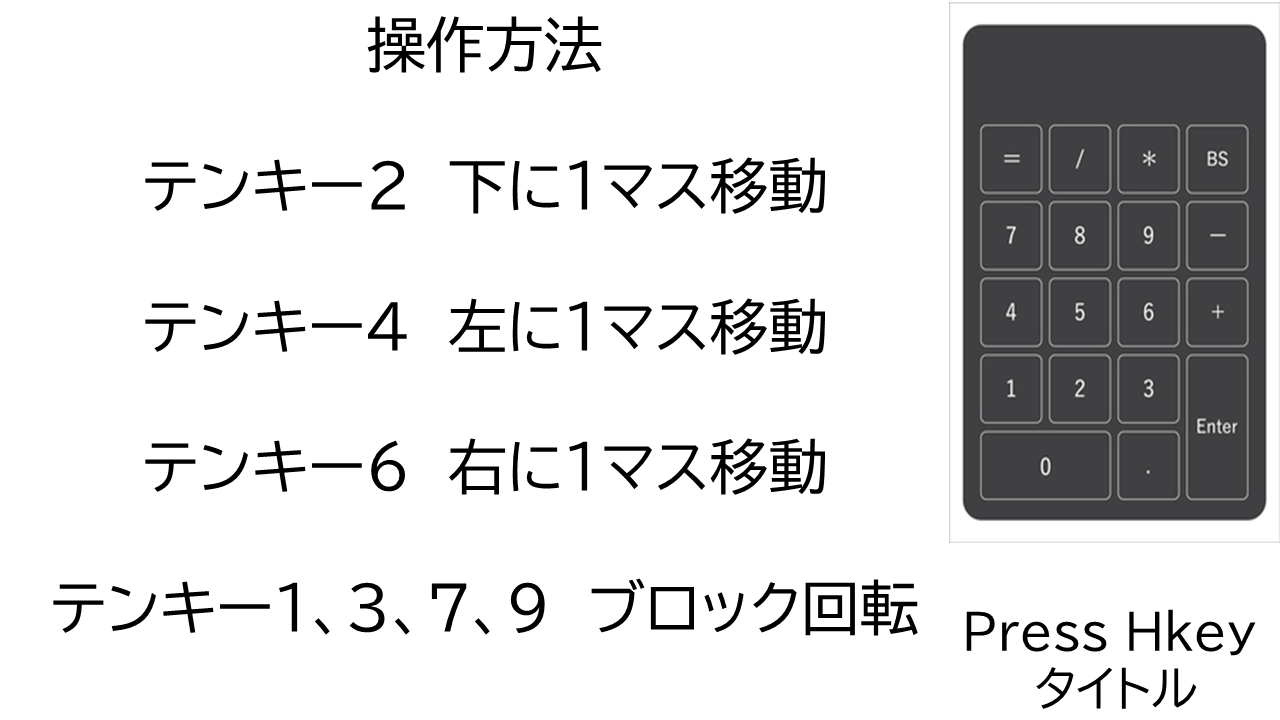 操作方法
テンキー2　下に1マス移動
テンキー4　左に1マス移動
テンキー6　右に1マス移動
テンキー1、3、7、9　ブロック回転
= / * BS
7 8 9 −
4 5 6 +
1 2 3
Enter
0 .
Press Hkey
タイトル